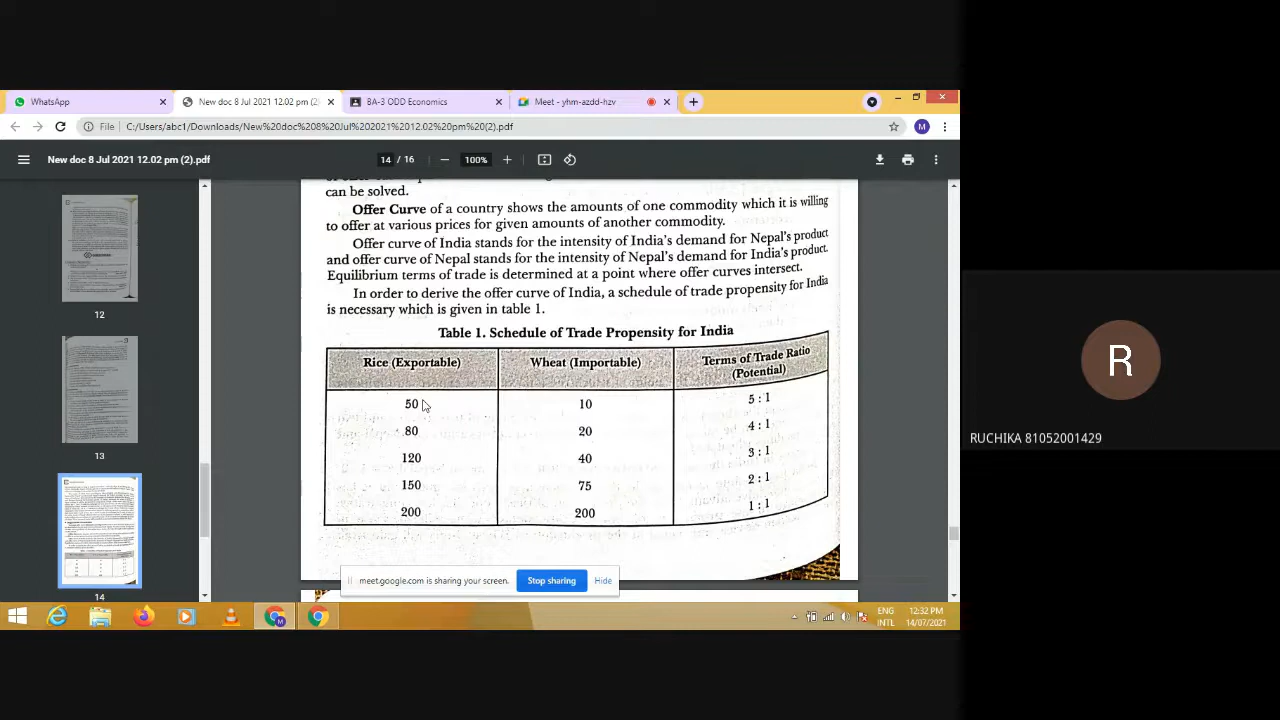 WhatsApp
New doc 8 Jul 2021 12.02 pm (2)
BA-3 ODD Economics
Meet - yhm-azdd-hzv
File C:/Users/abc1/Downloads/New%20doc%208%20Jul%202021%2012.02%20pm%20(2).pdf
M
New doc 8 Jul 2021 12.02 pm (2).pdf
14 / 16
100%
12
13
14
can be solved.
Offer Curve of a country shows the amounts of one commodity which it is willing
to offer at various prices for given amounts of another commodity.
Offer curve of India stands for the intensity of India's demand for Nepal's product
and offer curve of Nepal stands for the intensity of Nepal's demand for India's product.
Equilibrium terms of trade is determined at a point where offer curves intersect.
In order to derive the offer curve of India, a schedule of trade propensity for India
is necessary which is given in table 1.
Table 1. Schedule of Trade Propensity for India
Rice (Exportable) Wheat (Importable) Terms of Trade Ratio (Potential)
50 10 5 : 1
80 20 4 : 1
120 40 3 : 1
150 75 2 : 1
200 200 1 : 1
meet.google.com is sharing your screen. Stop sharing Hide
ENG 12:32 PM
INTL 14/07/2021
R
RUCHIKA 81052001429